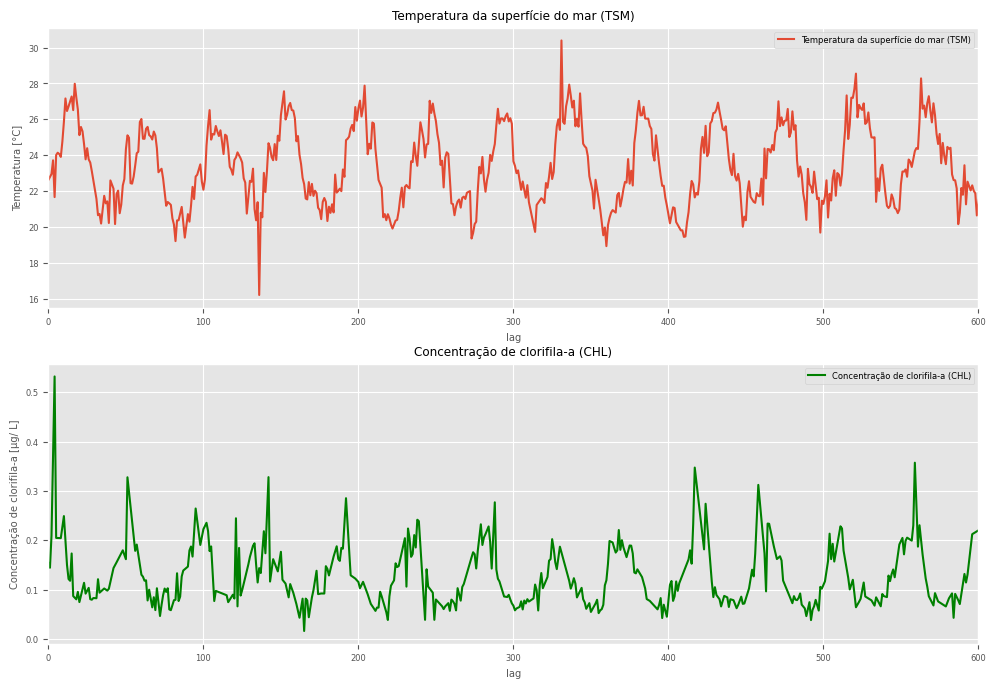 Temperatura da superfície do mar (TSM)
Temperatura da superfície do mar (TSM)
Temperatura [°C]
30
28
26
24
22
20
18
16
0 100 200 300 400 500 600
lag
Concentração de clorifila-a (CHL)
Concentração de clorifila-a (CHL)
Concentração de clorifila-a [µg/ L]
0.5
0.4
0.3
0.2
0.1
0.0
0 100 200 300 400 500 600
lag